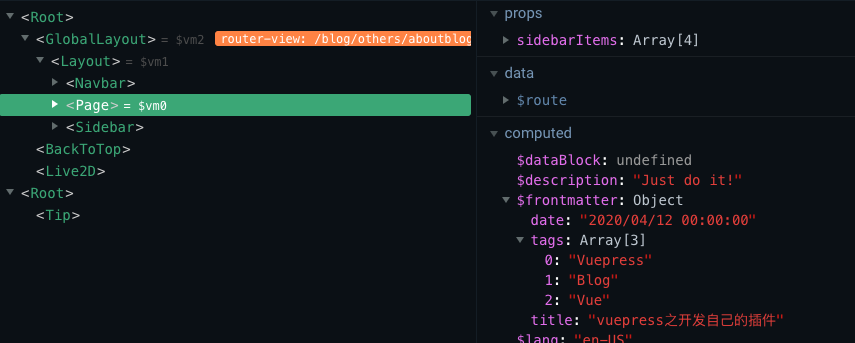 <Root>
<GlobalLayout> = $vm2 router-view: /blog/others/aboutblog
<Layout> = $vm1
<Navbar>
<Page> = $vm0
<Sidebar>
<BackToTop>
<Live2D>
<Root>
<Tip>
props
sidebarItems: Array[4]
data
$route
computed
$dataBlock: undefined
$description: "Just do it!"
$frontmatter: Object
date: "2020/04/12 00:00:00"
tags: Array[3]
0: "Vuepress"
1: "Blog"
2: "Vue"
title: "vuepress之开发自己的插件"
$lang: "en-US"